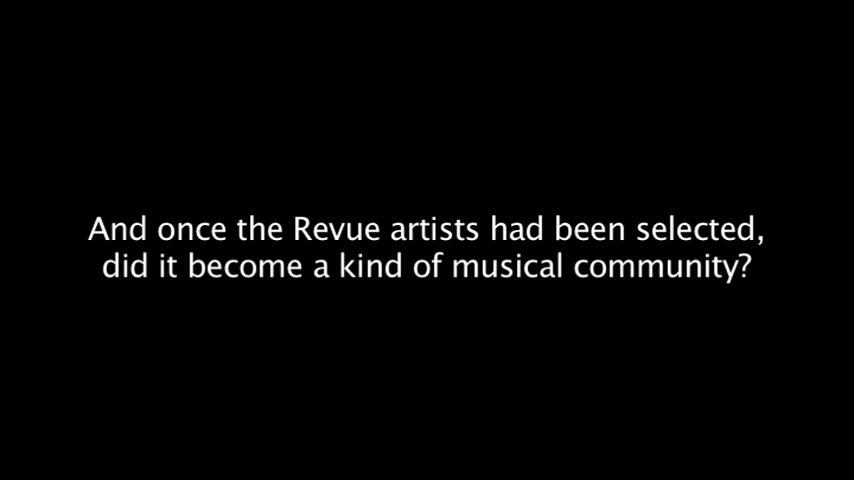 And once the Revue artists had been selected,
did it become a kind of musical community?